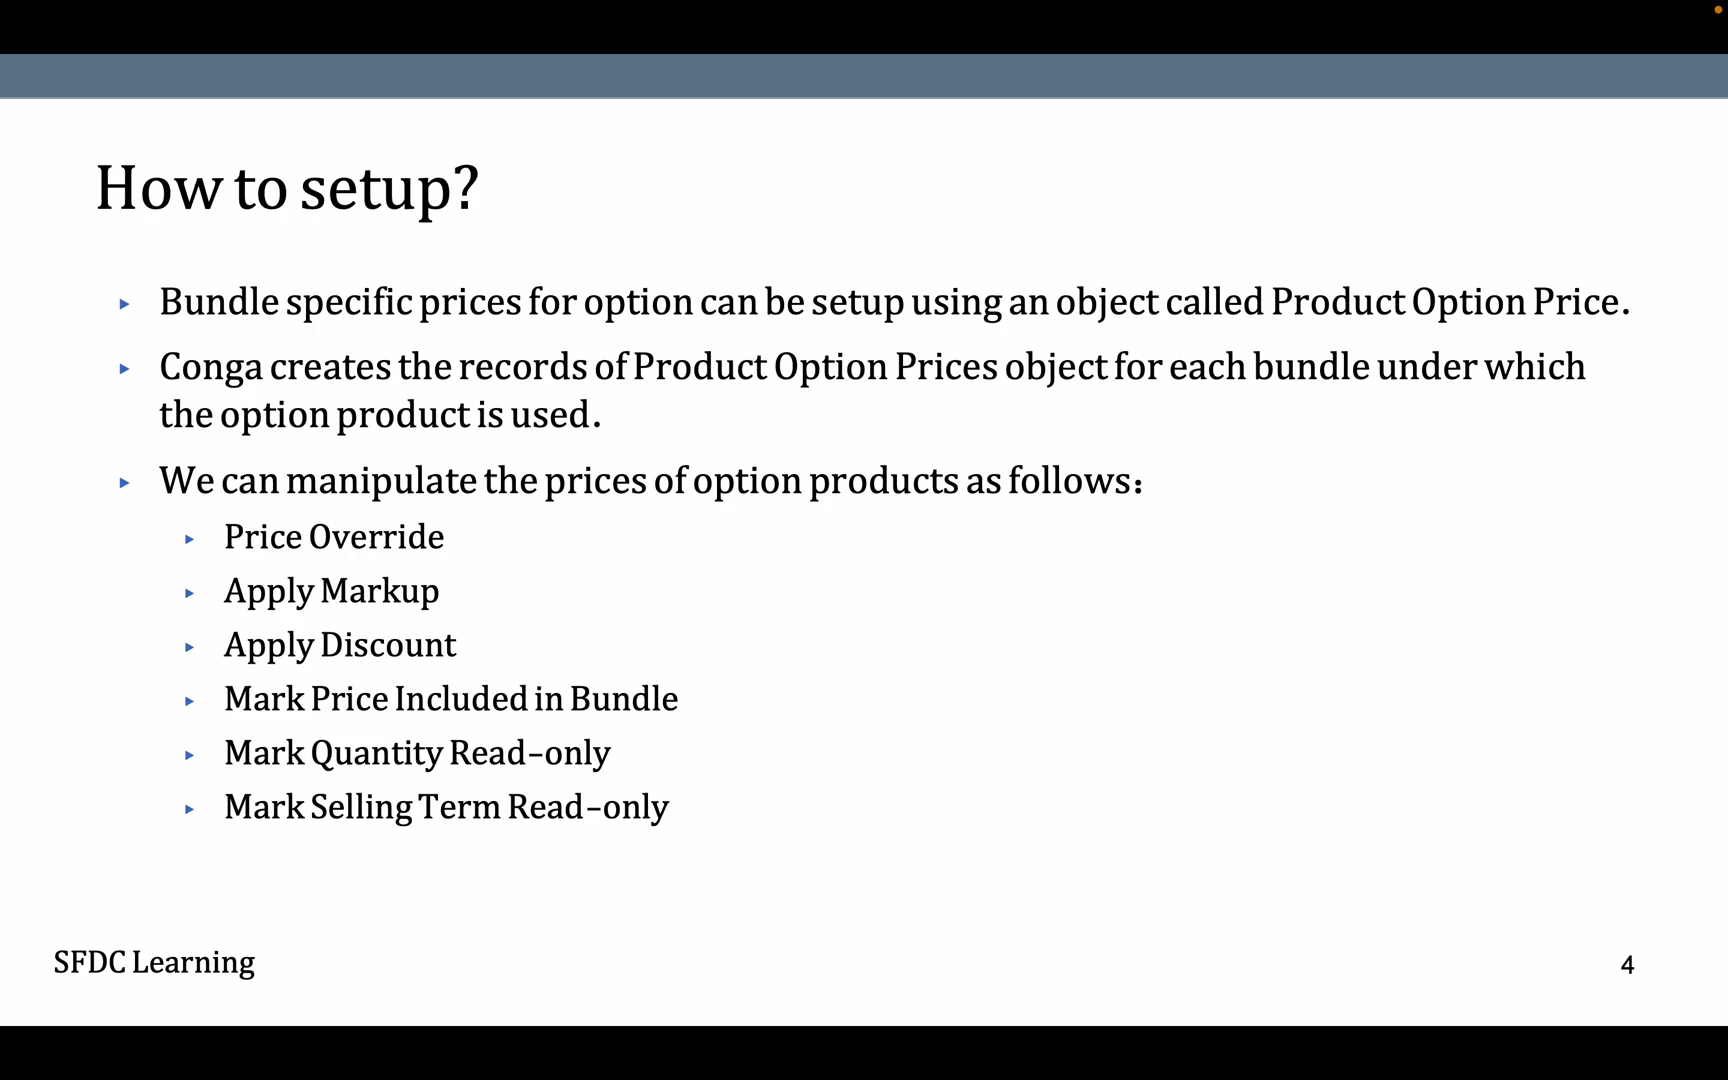 How to setup?
Bundle specific prices for option can be setup using an object called Product Option Price.
Conga creates the records of Product Option Prices object for each bundle under which
the option product is used.
We can manipulate the prices of option products as follows:
Price Override
Apply Markup
Apply Discount
Mark Price Included in Bundle
Mark Quantity Read-only
Mark Selling Term Read-only
SFDC Learning
4